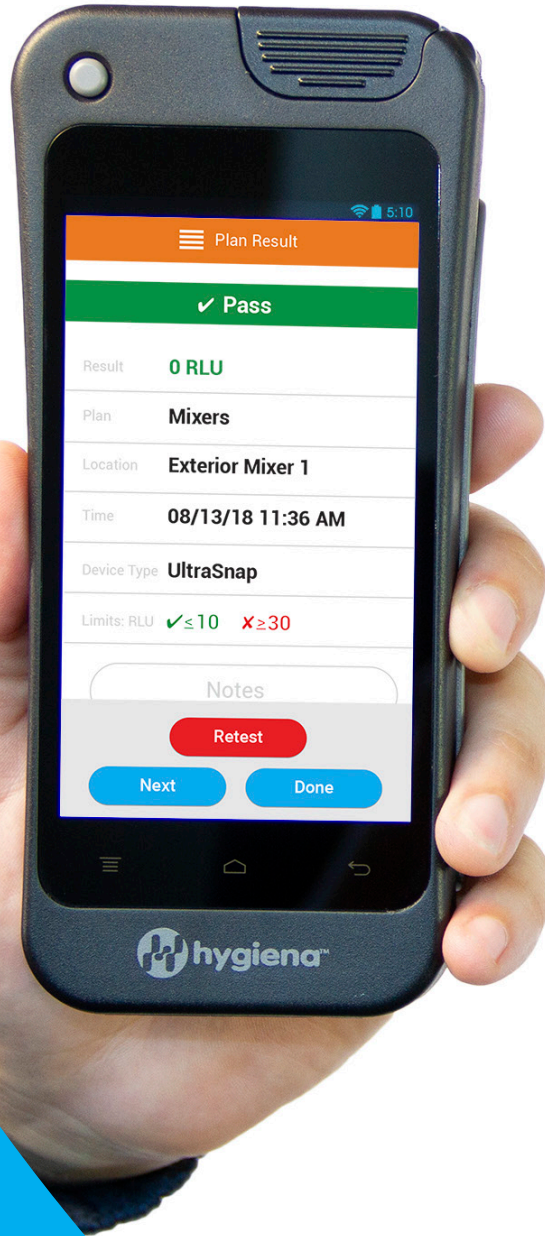 5:10
Plan Result
✔ Pass
Result 0 RLU
Plan Mixers
Location Exterior Mixer 1
Time 08/13/18 11:36 AM
Device Type UltraSnap
Limits: RLU ✔≤10 ✘≥30
Notes
Retest
Next Done
hygiena™